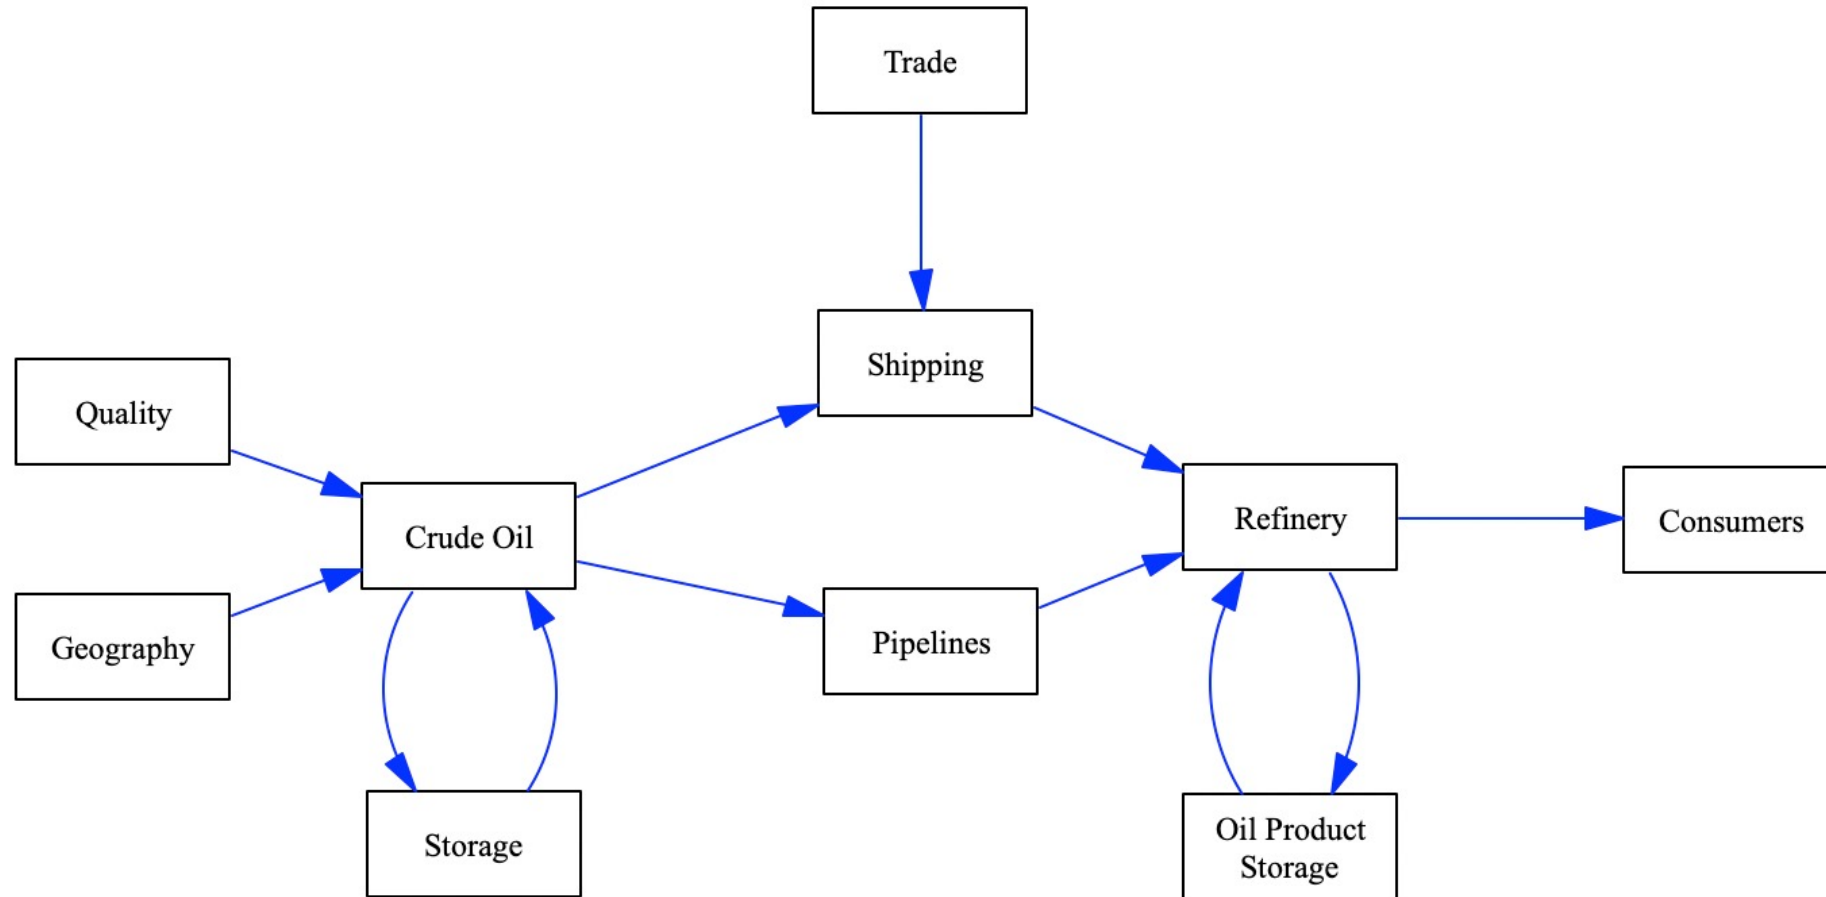 Trade
Shipping
Quality
Crude Oil
Refinery
Consumers
Geography
Pipelines
Storage
Oil Product
Storage